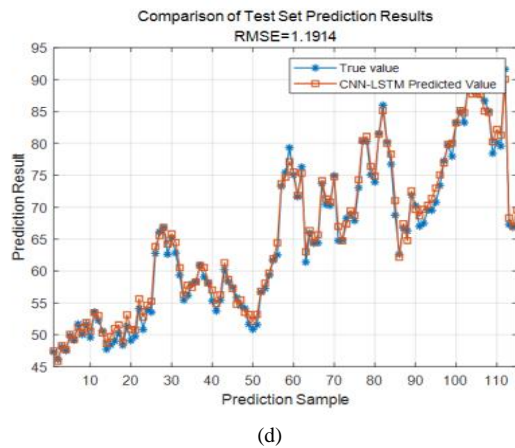 Comparison of Test Set Prediction Results
RMSE=1.1914
95
90
85
80
75
70
65
60
55
50
45
Prediction Result
True value
CNN-LSTM Predicted Value
10 20 30 40 50 60 70 80 90 100 110
Prediction Sample
(d)